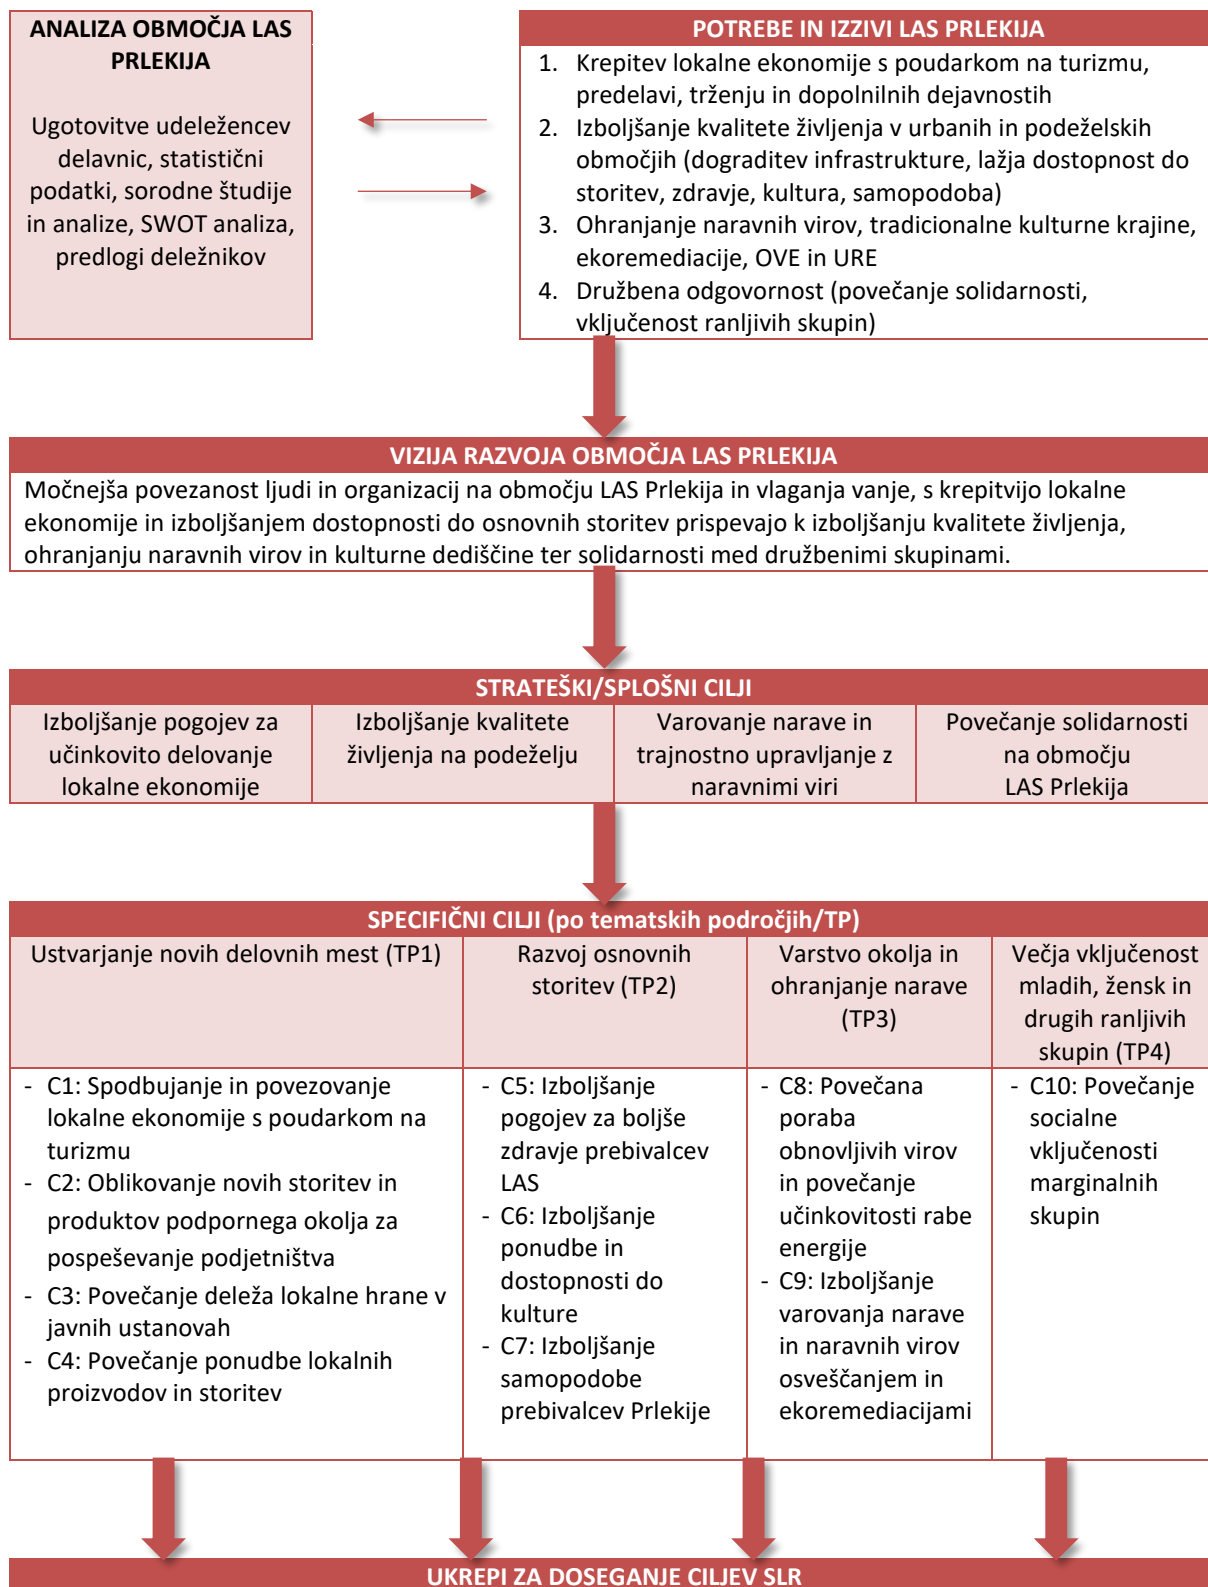 ANALIZA OBMOČJA LAS
PRLEKIJA
Ugotovitve udeležencev
delavnic, statistični
podatki, sorodne študije
in analize, SWOT analiza,
predlogi deležnikov
POTREBE IN IZZIVI LAS PRLEKIJA
1. Krepitev lokalne ekonomije s poudarkom na turizmu,
predelavi, trženju in dopolnilnih dejavnostih
2. Izboljšanje kvalitete življenja v urbanih in podeželskih
območjih (dograditev infrastrukture, lažja dostopnost do
storitev, zdravje, kultura, samopodoba)
3. Ohranjanje naravnih virov, tradicionalne kulturne krajine,
ekoremediacije, OVE in URE
4. Družbena odgovornost (povečanje solidarnosti,
vključenost ranljivih skupin)
VIZIJA RAZVOJA OBMOČJA LAS PRLEKIJA
Močnejša povezanost ljudi in organizacij na območju LAS Prlekija in vlaganja vanje, s krepitvijo lokalne
ekonomije in izboljšanjem dostopnosti do osnovnih storitev prispevajo k izboljšanju kvalitete življenja,
ohranjanju naravnih virov in kulturne dediščine ter solidarnosti med družbenimi skupinami.
STRATEŠKI/SPLOŠNI CILJI
Izboljšanje pogojev za
učinkovito delovanje
lokalne ekonomije
Izboljšanje kvalitete
življenja na podeželju
Varovanje narave in
trajnostno upravljanje z
naravnimi viri
Povečanje solidarnosti
na območju
LAS Prlekija
SPECIFIČNI CILJI (po tematskih področjih/TP)
Ustvarjanje novih delovnih mest (TP1)
Razvoj osnovnih
storitev (TP2)
Varstvo okolja in
ohranjanje narave
(TP3)
Večja vključenost
mladih, žensk in
drugih ranljivih
skupin (TP4)
- C1: Spodbujanje in povezovanje
lokalne ekonomije s poudarkom na
turizmu
- C2: Oblikovanje novih storitev in
produktov podpornega okolja za
pospeševanje podjetništva
- C3: Povečanje deleža lokalne hrane v
javnih ustanovah
- C4: Povečanje ponudbe lokalnih
proizvodov in storitev
- C5: Izboljšanje
pogojev za boljše
zdravje prebivalcev
LAS
- C6: Izboljšanje
ponudbe in
dostopnosti do
kulture
- C7: Izboljšanje
samopodobe
prebivalcev Prlekije
- C8: Povečana
poraba
obnovljivih virov
in povečanje
učinkovitosti rabe
energije
- C9: Izboljšanje
varovanja narave
in naravnih virov
osveščanjem in
ekoremediacijami
- C10: Povečanje
socialne
vključenosti
marginalnih
skupin
UKREPI ZA DOSEGANJE CILJEV SLR